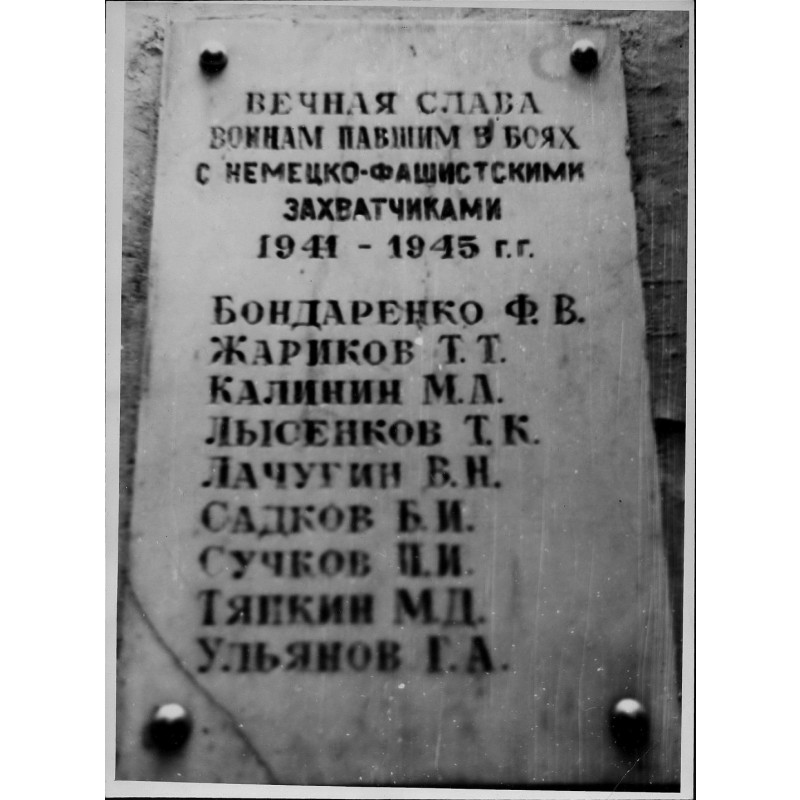 ВЕЧНАЯ СЛАВА
ВОИНАМ ПАВШИМ В БОЯХ
С НЕМЕЦКО-ФАШИСТСКИМИ
ЗАХВАТЧИКАМИ
1941 - 1945 г.г.
БОНДАРЕНКО Ф. В.
ЖАРИКОВ Т. Т.
КАЛИНИН М.А.
ЛЫСЕНКОВ Т.К.
ЛАЧУГИН В.Н.
САДКОВ Б.И.
СУЧКОВ П.И.
ТЯПКИН М.Д.
УЛЬЯНОВ Г.А.